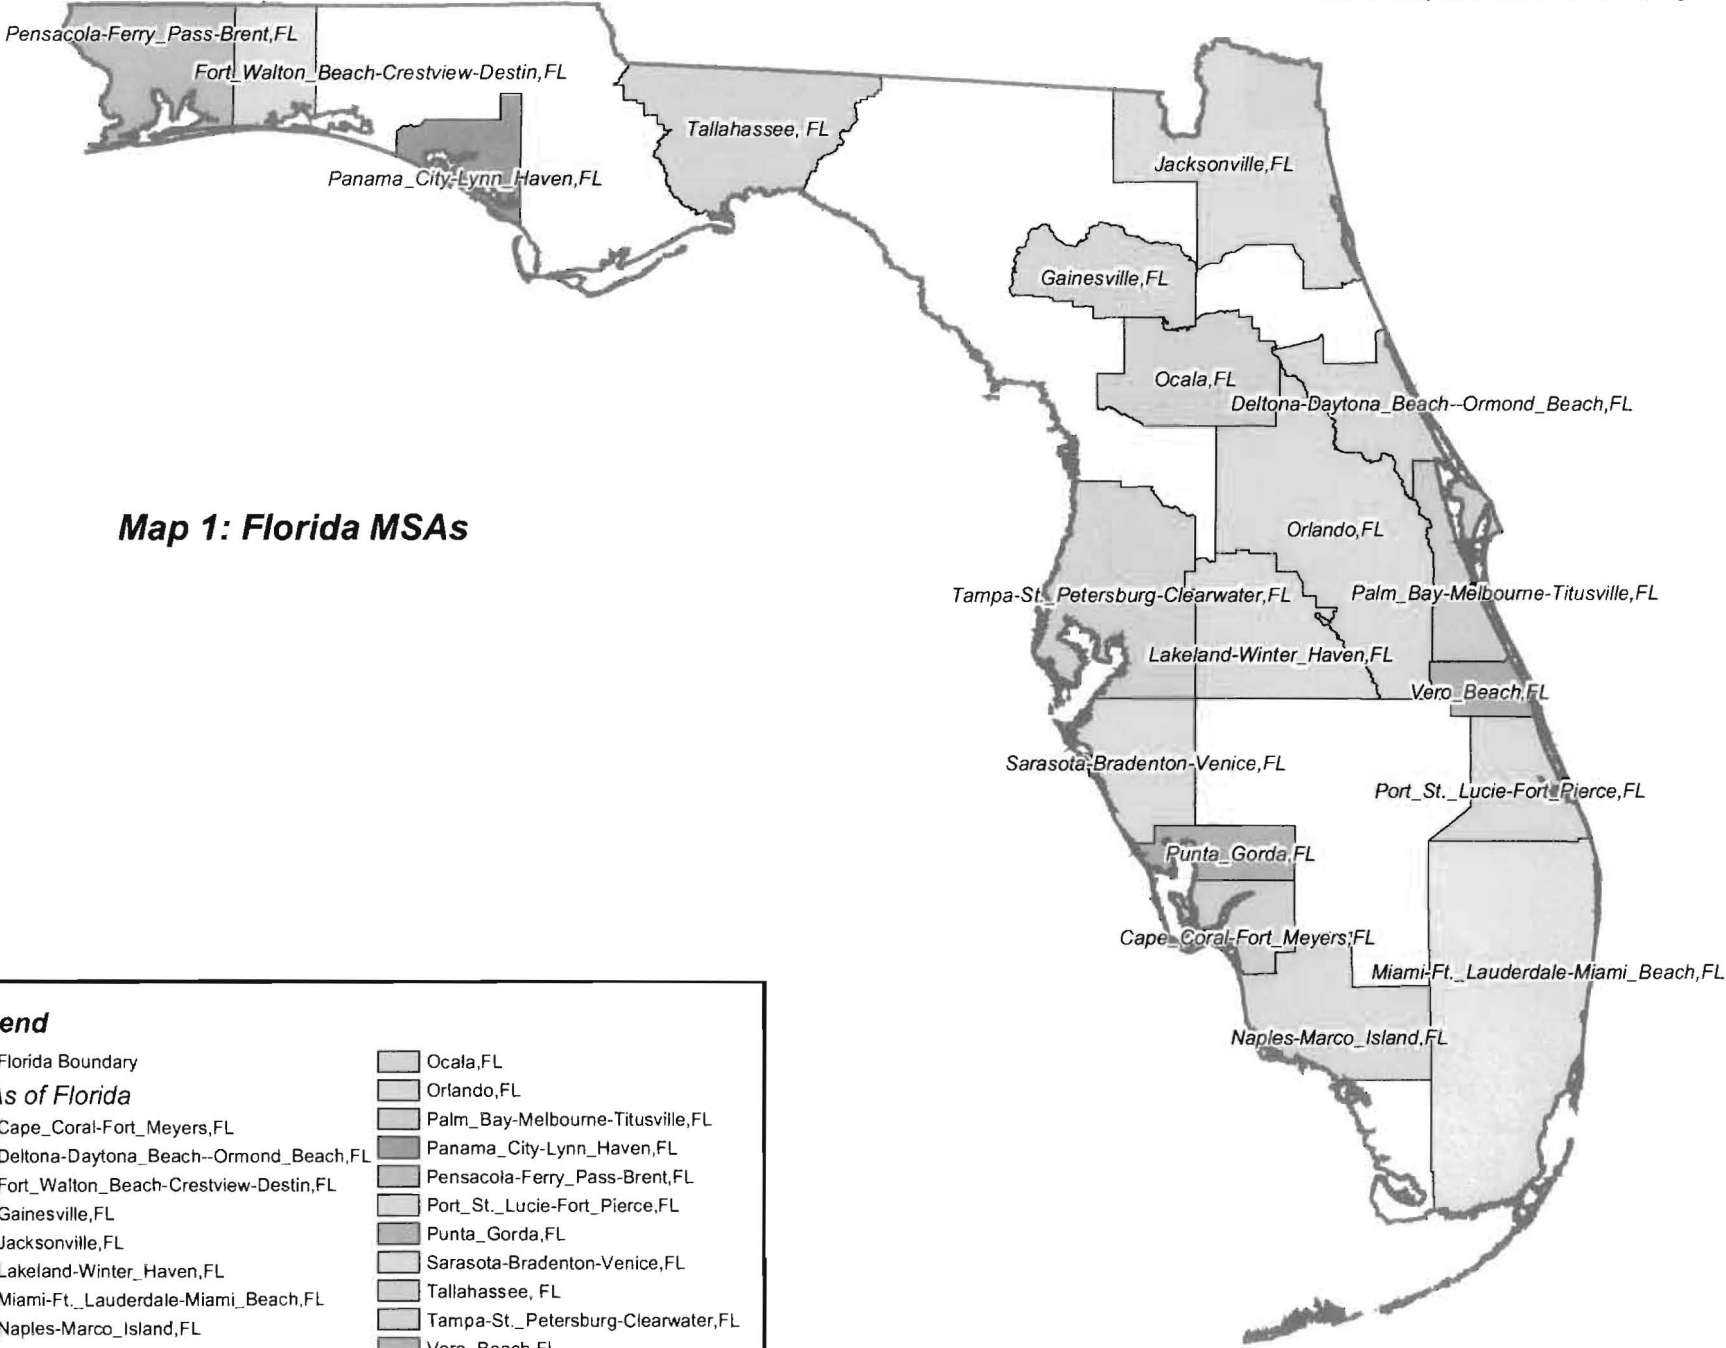 Pensacola-Ferry_Pass-Brent,FL
Fort_Walton_Beach-Crestview-Destin,FL
Tallahassee, FL
Panama_City-Lynn_Haven,FL
Jacksonville,FL
Gainesville,FL
Ocala,FL
Deltona-Daytona_Beach--Ormond_Beach,FL
Map 1: Florida MSAs
Orlando,FL
Tampa-St._Petersburg-Clearwater,FL
Palm_Bay-Melbourne-Titusville,FL
Lakeland-Winter_Haven,FL
Vero_Beach,FL
Sarasota-Bradenton-Venice,FL
Port_St._Lucie-Fort_Pierce,FL
Punta_Gorda,FL
Cape_Coral-Fort_Meyers,FL
Miami-Ft._Lauderdale-Miami_Beach,FL
Naples-Marco_Island,FL
end
Florida Boundary
s of Florida
Cape_Coral-Fort_Meyers,FL
Deltona-Daytona_Beach--Ormond_Beach,FL
Fort_Walton_Beach-Crestview-Destin,FL
Gainesville,FL
Jacksonville,FL
Lakeland-Winter_Haven,FL
Miami-Ft._Lauderdale-Miami_Beach,FL
Naples-Marco_Island,FL
Ocala,FL
Orlando,FL
Palm_Bay-Melbourne-Titusville,FL
Panama_City-Lynn_Haven,FL
Pensacola-Ferry_Pass-Brent,FL
Port_St._Lucie-Fort_Pierce,FL
Punta_Gorda,FL
Sarasota-Bradenton-Venice,FL
Tallahassee, FL
Tampa-St._Petersburg-Clearwater,FL
Vero_Beach,FL